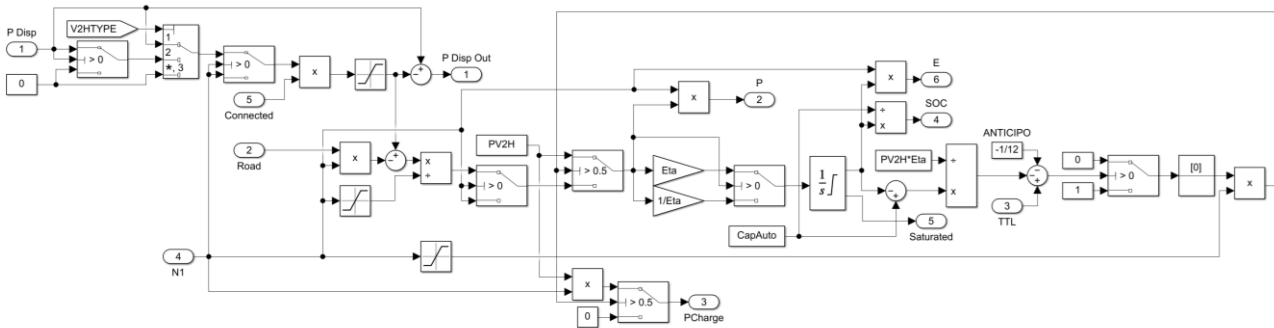 P Disp
1
V2HTYPE
0
> 0
1
2
*, 3
> 0
5
Connected
x
P Disp Out
1
2
Road
x
x
÷
> 0
4
N1
PV2H
> 0.5
x
P
2
Eta
1/Eta
> 0
1
s
x
E
6
÷
x
SOC
4
CapAuto
5
Saturated
PV2H*Eta
÷
x
ANTICIPO
-1/12
3
TTL
0
1
> 0
[0]
x
x
0
> 0.5
3
PCharge